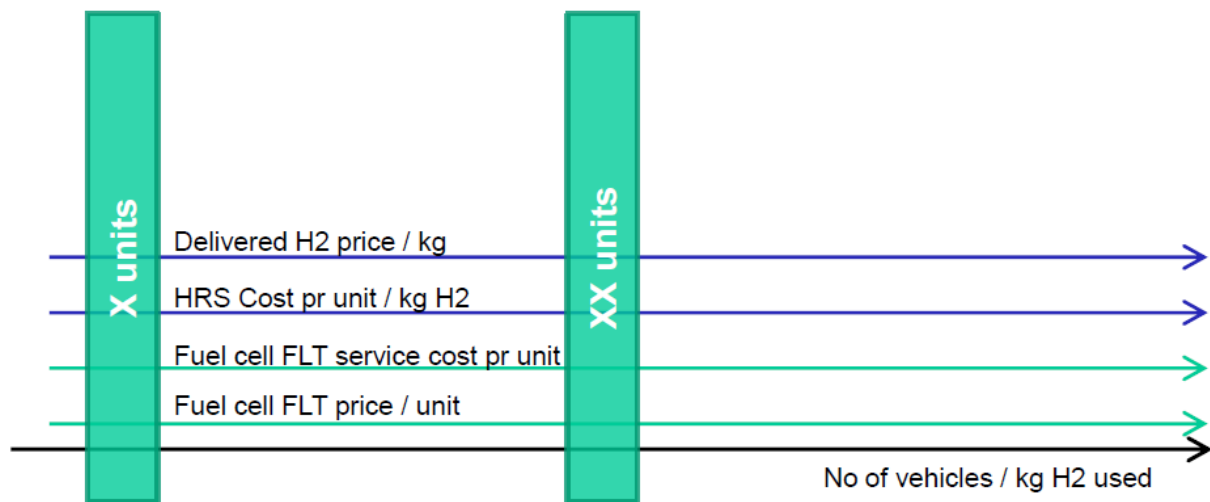 X units
XX units
Delivered H2 price / kg
HRS Cost pr unit / kg H2
Fuel cell FLT service cost pr unit
Fuel cell FLT price / unit
No of vehicles / kg H2 used